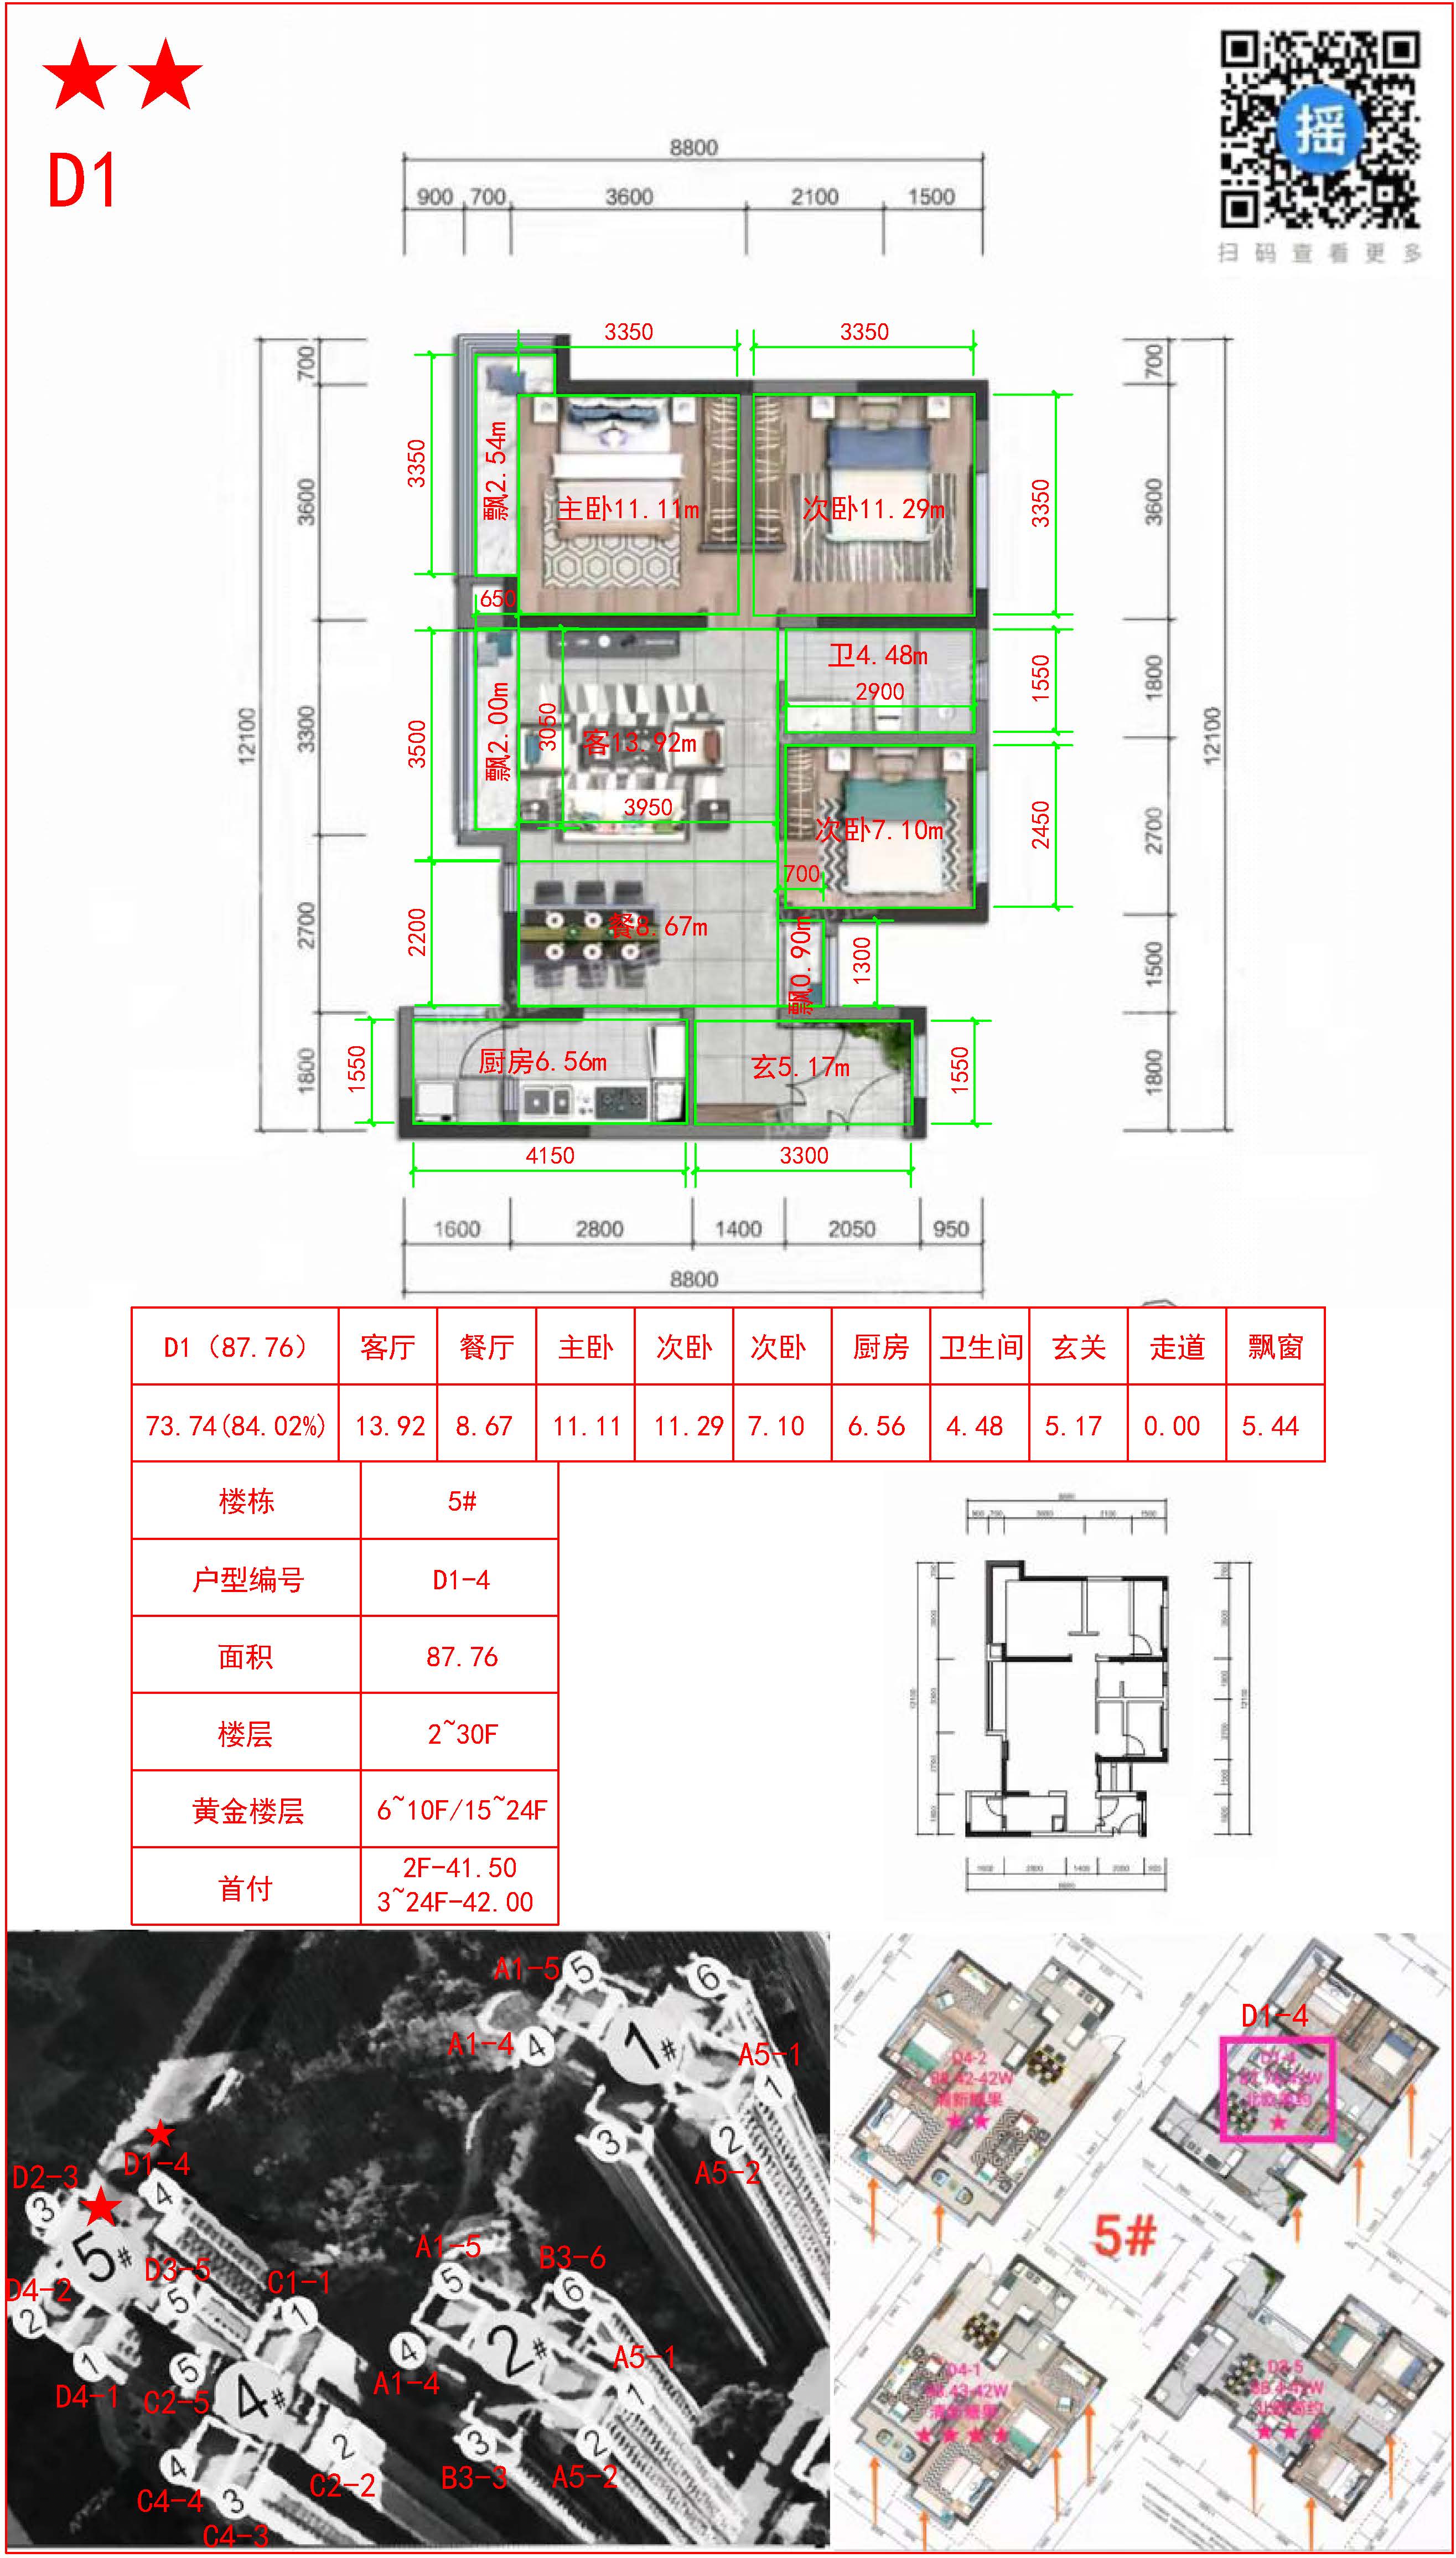 D1
摇
扫码查看更多
8800
900 700 3600 2100 1500
3350 3350
12100
700
3600
3300
2700
1800
3350
3500
2200
1550
飘2.54m
主卧11.11m
次卧11.29m
650
飘2.00m
3050
客13.92m
3950
卫4.48m
2900
次卧7.10m
700
餐8.67m
飘0.90m
1300
厨房6.56m
玄5.17m
3350
1550
2450
1550
700
3600
1800
2700
1500
1800
12100
4150 3300
1600 2800 1400 2050 950
8800
D1（87.76） 客厅 餐厅 主卧 次卧 次卧 厨房 卫生间 玄关 走道 飘窗
73.74(84.02%) 13.92 8.67 11.11 11.29 7.10 6.56 4.48 5.17 0.00 5.44
楼栋 5#
户型编号 D1-4
面积 87.76
楼层 2~30F
黄金楼层 6~10F/15~24F
首付 2F-41.50
3~24F-42.00
A1-5 5 6
A1-4 4 1# A5-1
1
3 2
A5-2
D1-4
D2-3 4
3
5#
D4-2 D3-5 C1-1
2 5 1
1
D4-1 5
C2-5 4#
2
4 C2-2
C4-4 3
C4-3
A1-5 B3-6
5 6
4 2# A5-1
A1-4 1
3 2
B3-3 A5-2
D1-4
D4-2
88.42-42W
D1-4
5#
D4-1
88.43-42W
D3-5
88.4-42W